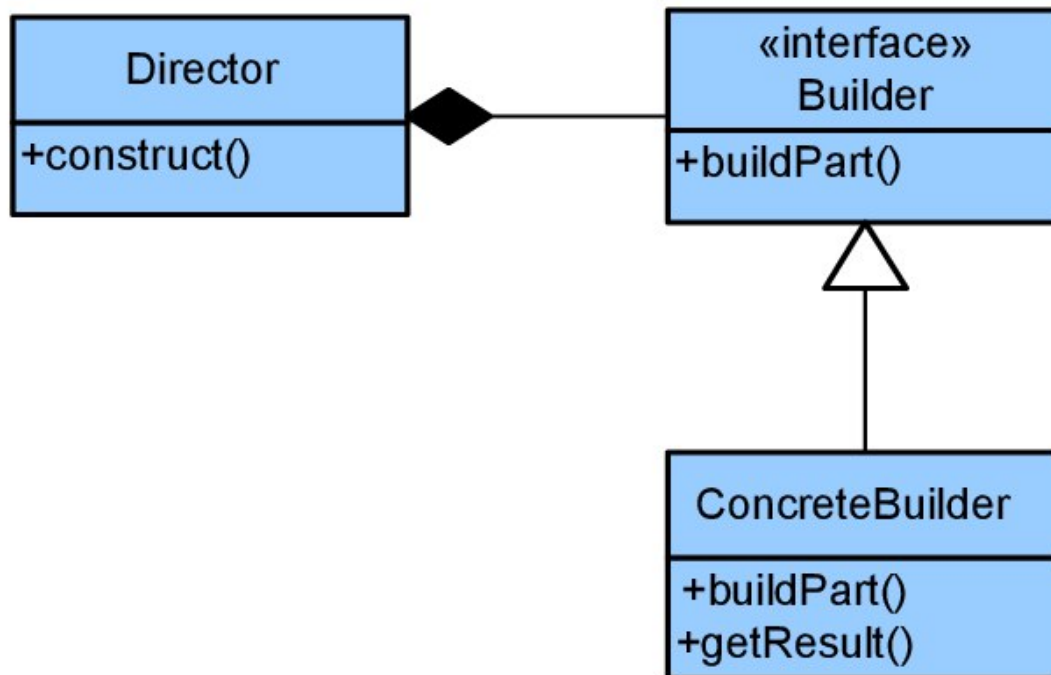 Director
+construct()
«interface»
Builder
+buildPart()
ConcreteBuilder
+buildPart()
+getResult()